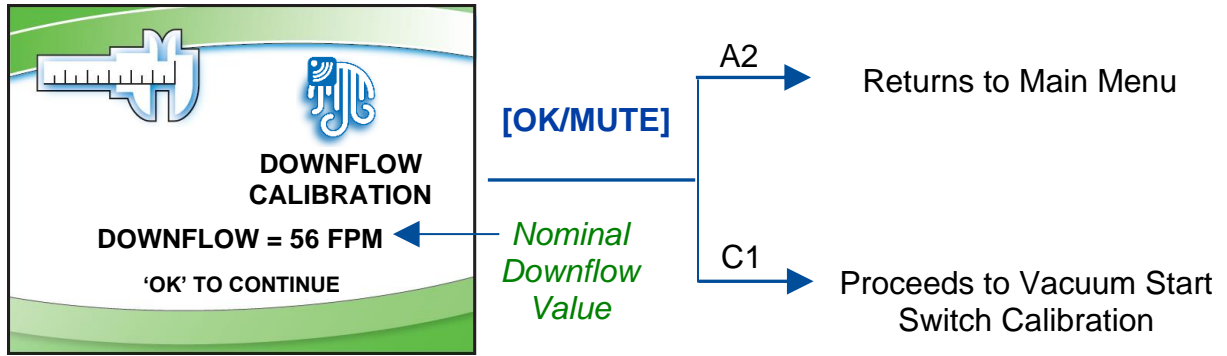 DOWNFLOW
CALIBRATION
DOWNFLOW = 56 FPM
‘OK’ TO CONTINUE
[OK/MUTE]
Nominal
Downflow
Value
A2
Returns to Main Menu
C1
Proceeds to Vacuum Start
Switch Calibration